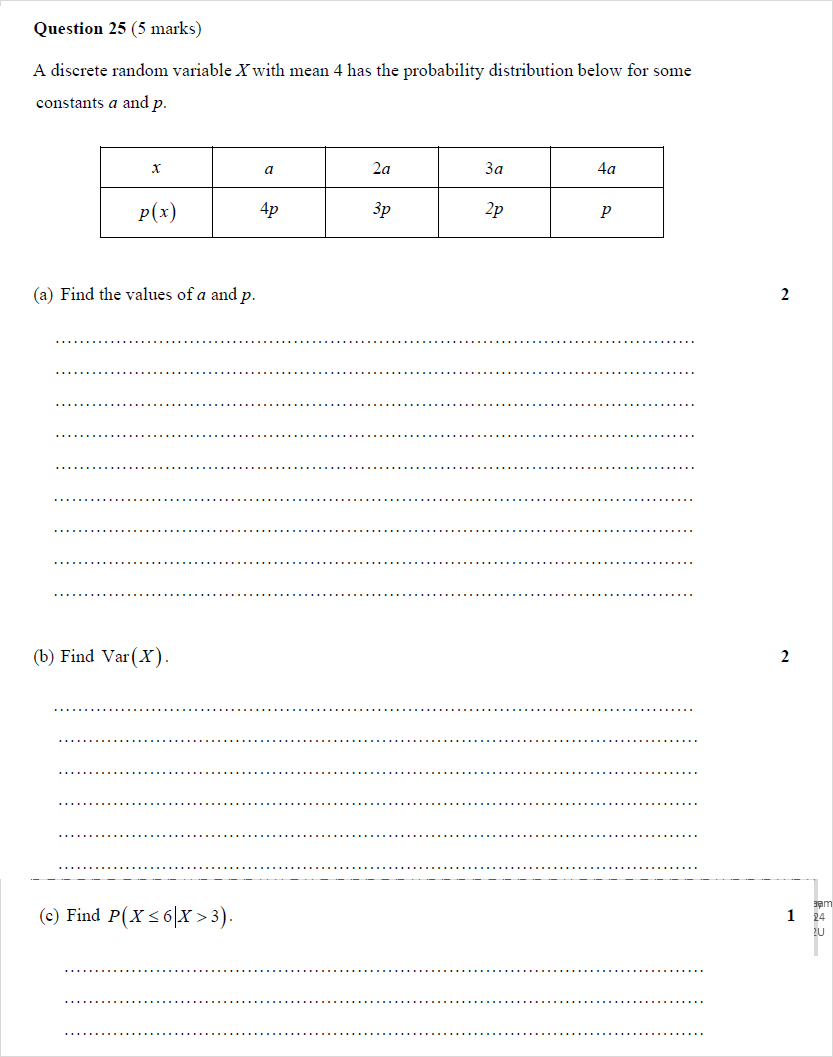 Question 25 (5 marks)
A discrete random variable X with mean 4 has the probability distribution below for some
constants a and p.
x a 2a 3a 4a
p(x) 4p 3p 2p p
(a) Find the values of a and p. 2
(b) Find Var(X). 2
(c) Find P(X ≤ 6|X > 3). 1
24
2U